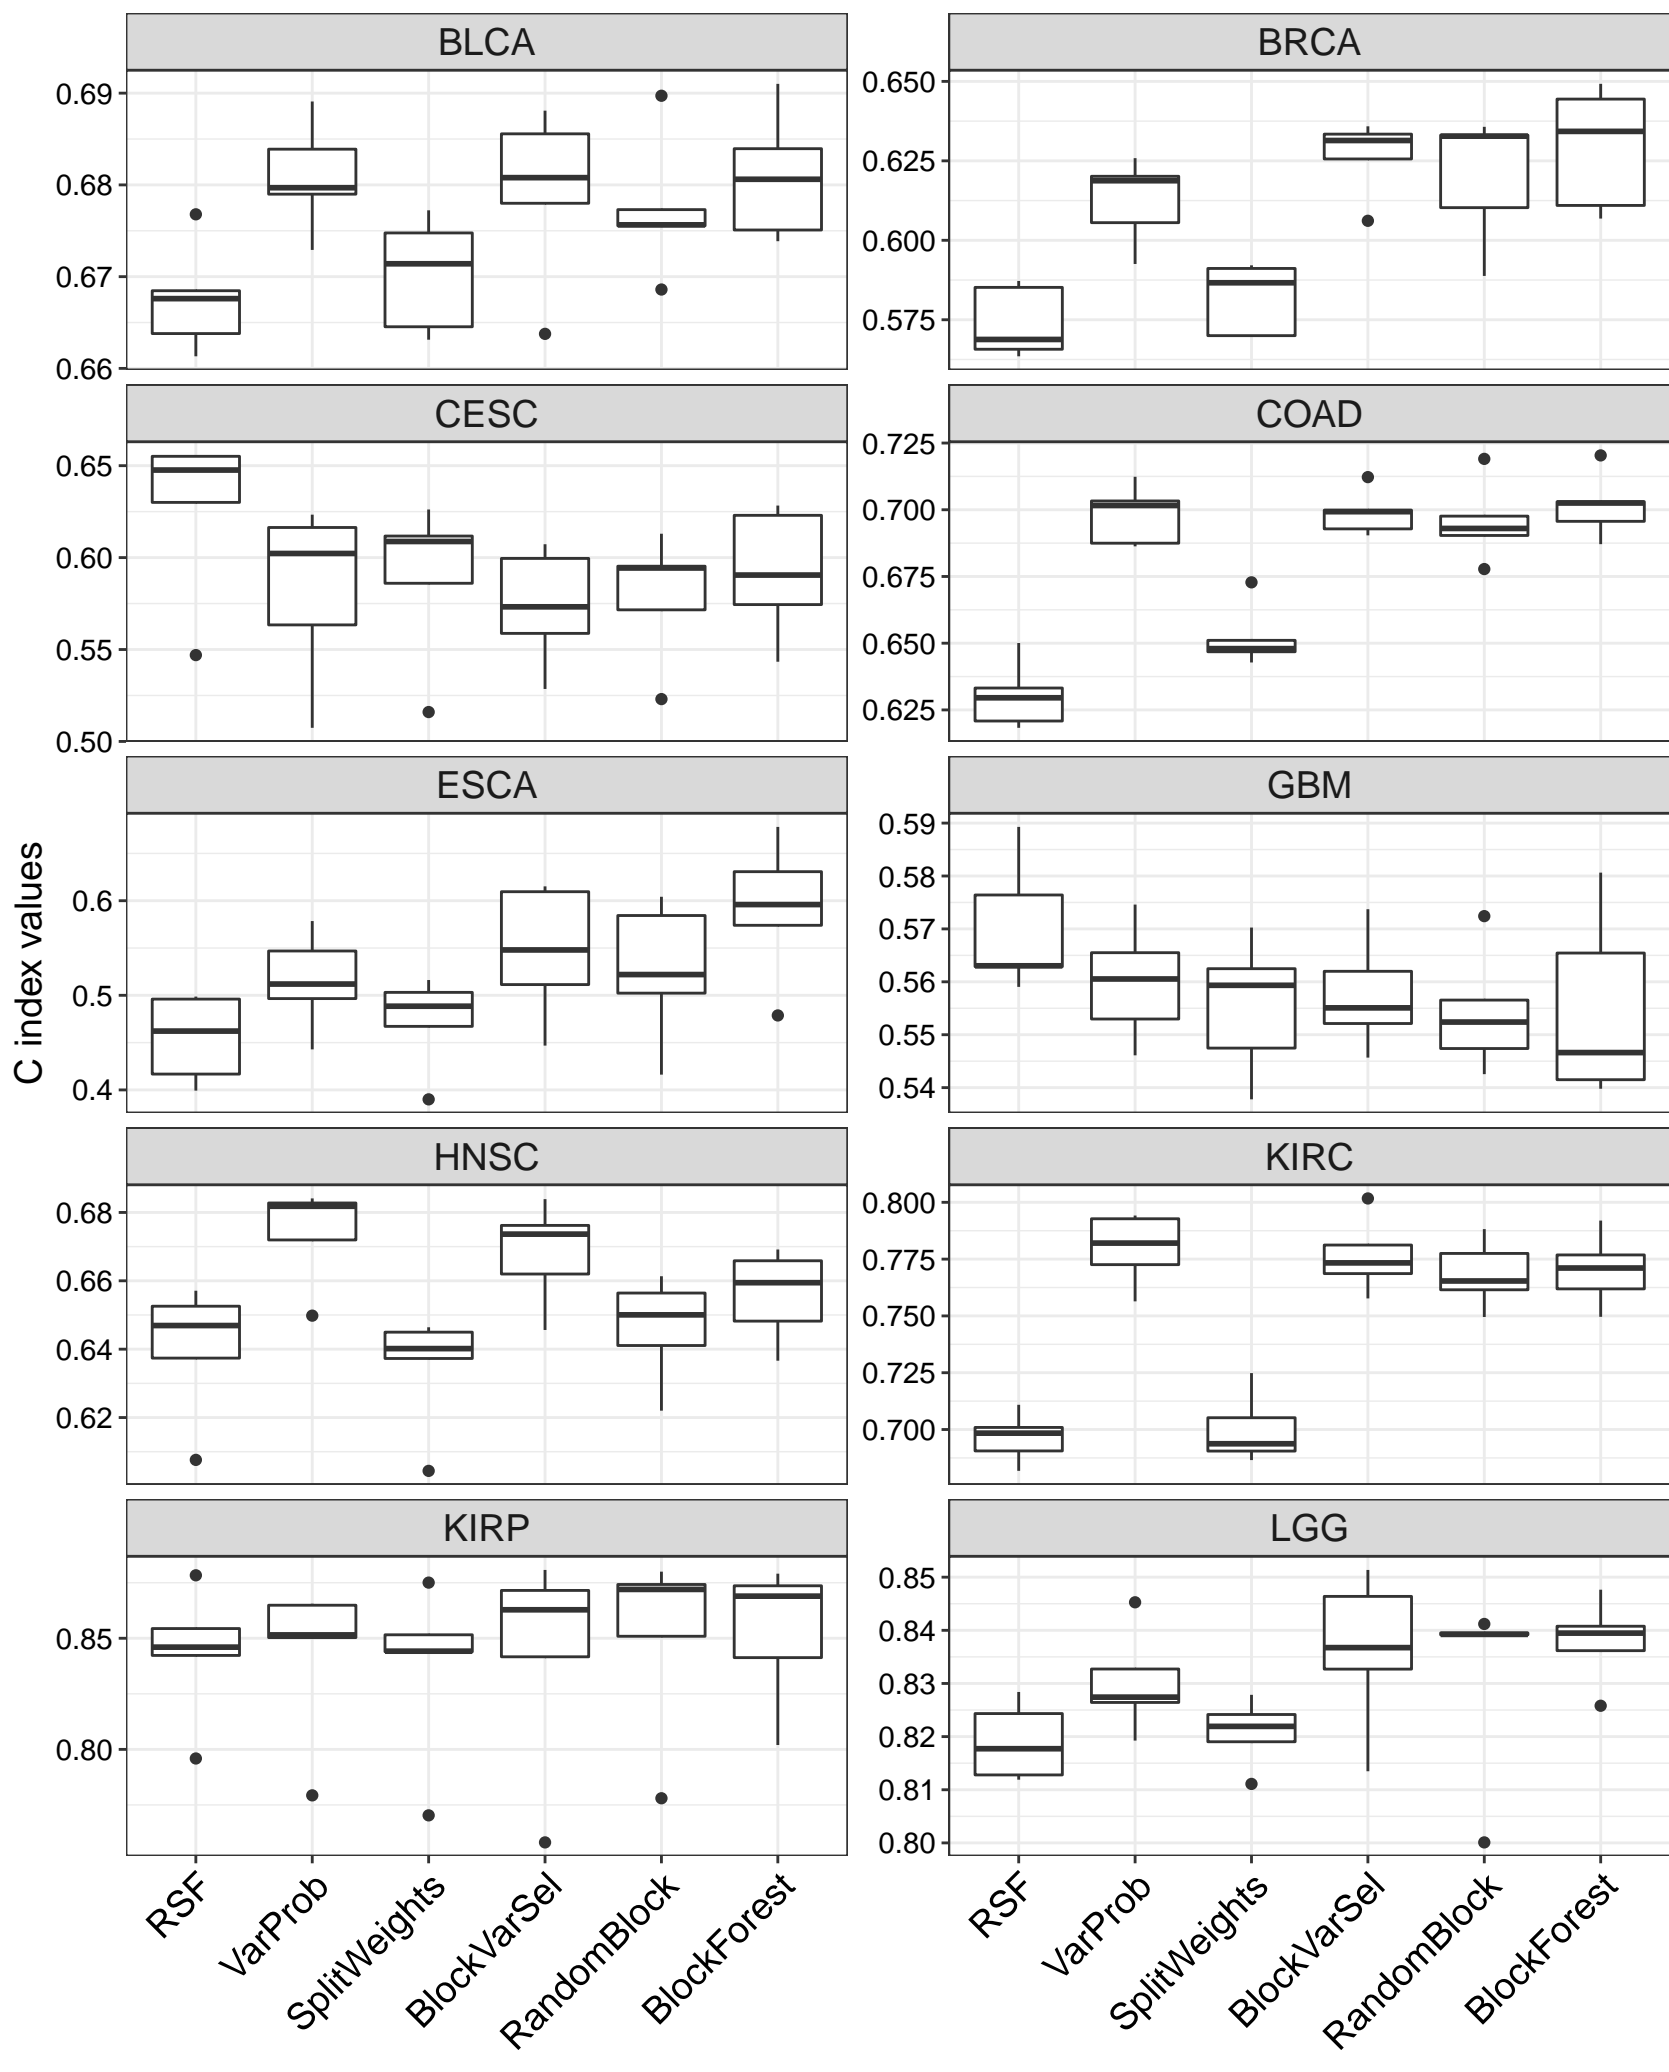 BLCA
BRCA
0.69
0.68
0.67
0.66
0.650
0.625
0.600
0.575
CESC
COAD
0.65
0.60
0.55
0.50
0.725
0.700
0.675
0.650
0.625
ESCA
GBM
0.6
0.5
0.4
0.59
0.58
0.57
0.56
0.55
0.54
C index values
HNSC
KIRC
0.68
0.66
0.64
0.62
0.800
0.775
0.750
0.725
0.700
KIRP
LGG
0.85
0.80
0.85
0.84
0.83
0.82
0.81
0.80
RSF
VarProb
SplitWeights
BlockVarSel
RandomBlock
BlockForest
RSF
VarProb
SplitWeights
BlockVarSel
RandomBlock
BlockForest